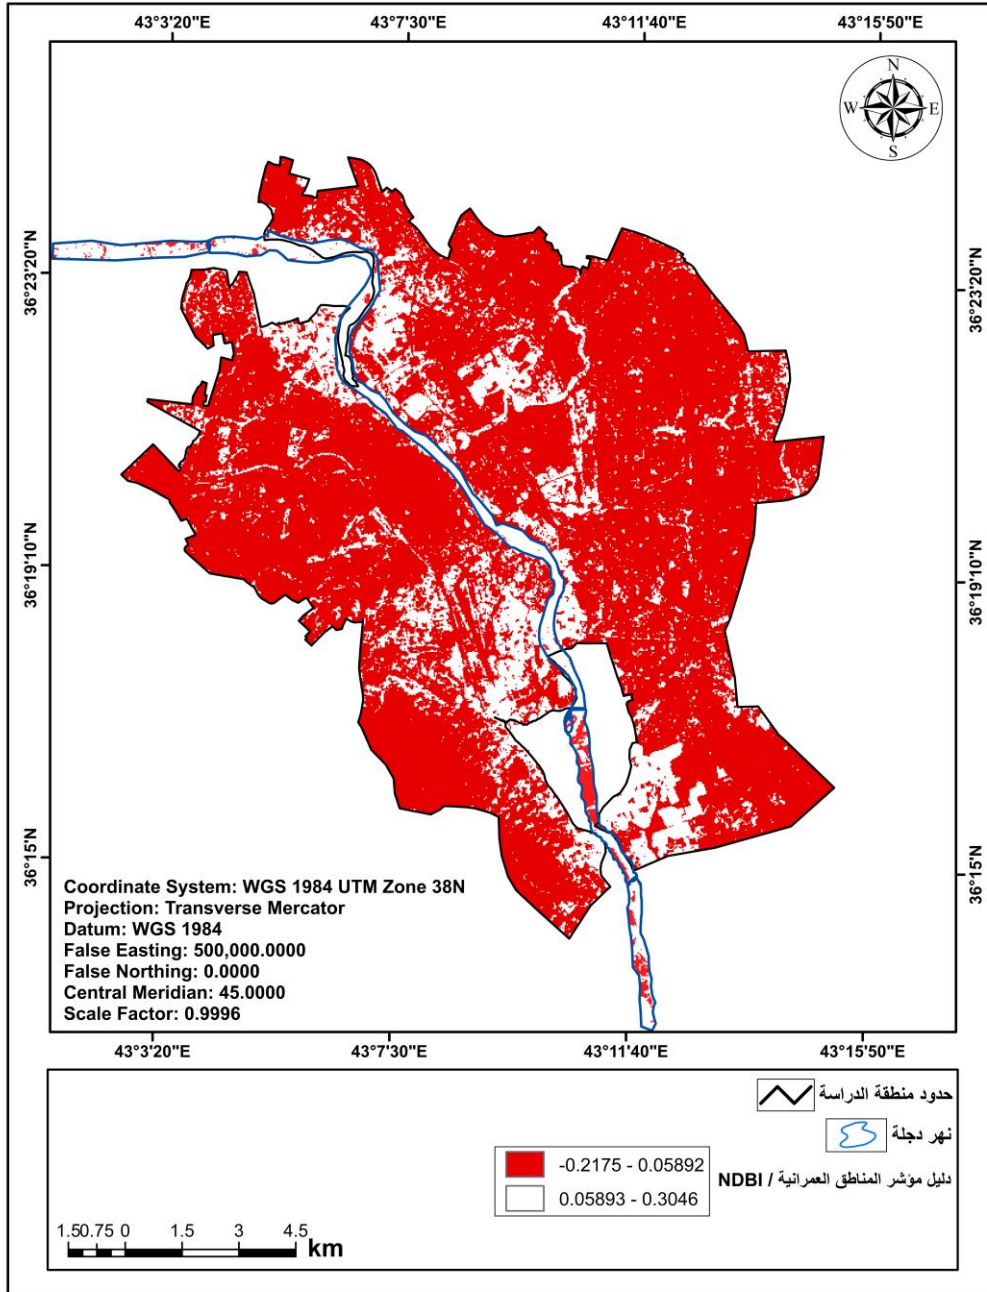 43°3'20"E 43°7'30"E 43°11'40"E 43°15'50"E
N
W E
S
36°23'20"N 36°23'20"N
36°19'10"N 36°19'10"N
36°15'N 36°15'N
Coordinate System: WGS 1984 UTM Zone 38N
Projection: Transverse Mercator
Datum: WGS 1984
False Easting: 500,000.0000
False Northing: 0.0000
Central Meridian: 45.0000
Scale Factor: 0.9996
43°3'20"E 43°7'30"E 43°11'40"E 43°15'50"E
حدود منطقة الدراسة
نهر دجلة
دليل مؤشر المناطق العمرانية / NDBI
-0.2175 - 0.05892
0.05893 - 0.3046
1.5 0.75 0 1.5 3 4.5
km